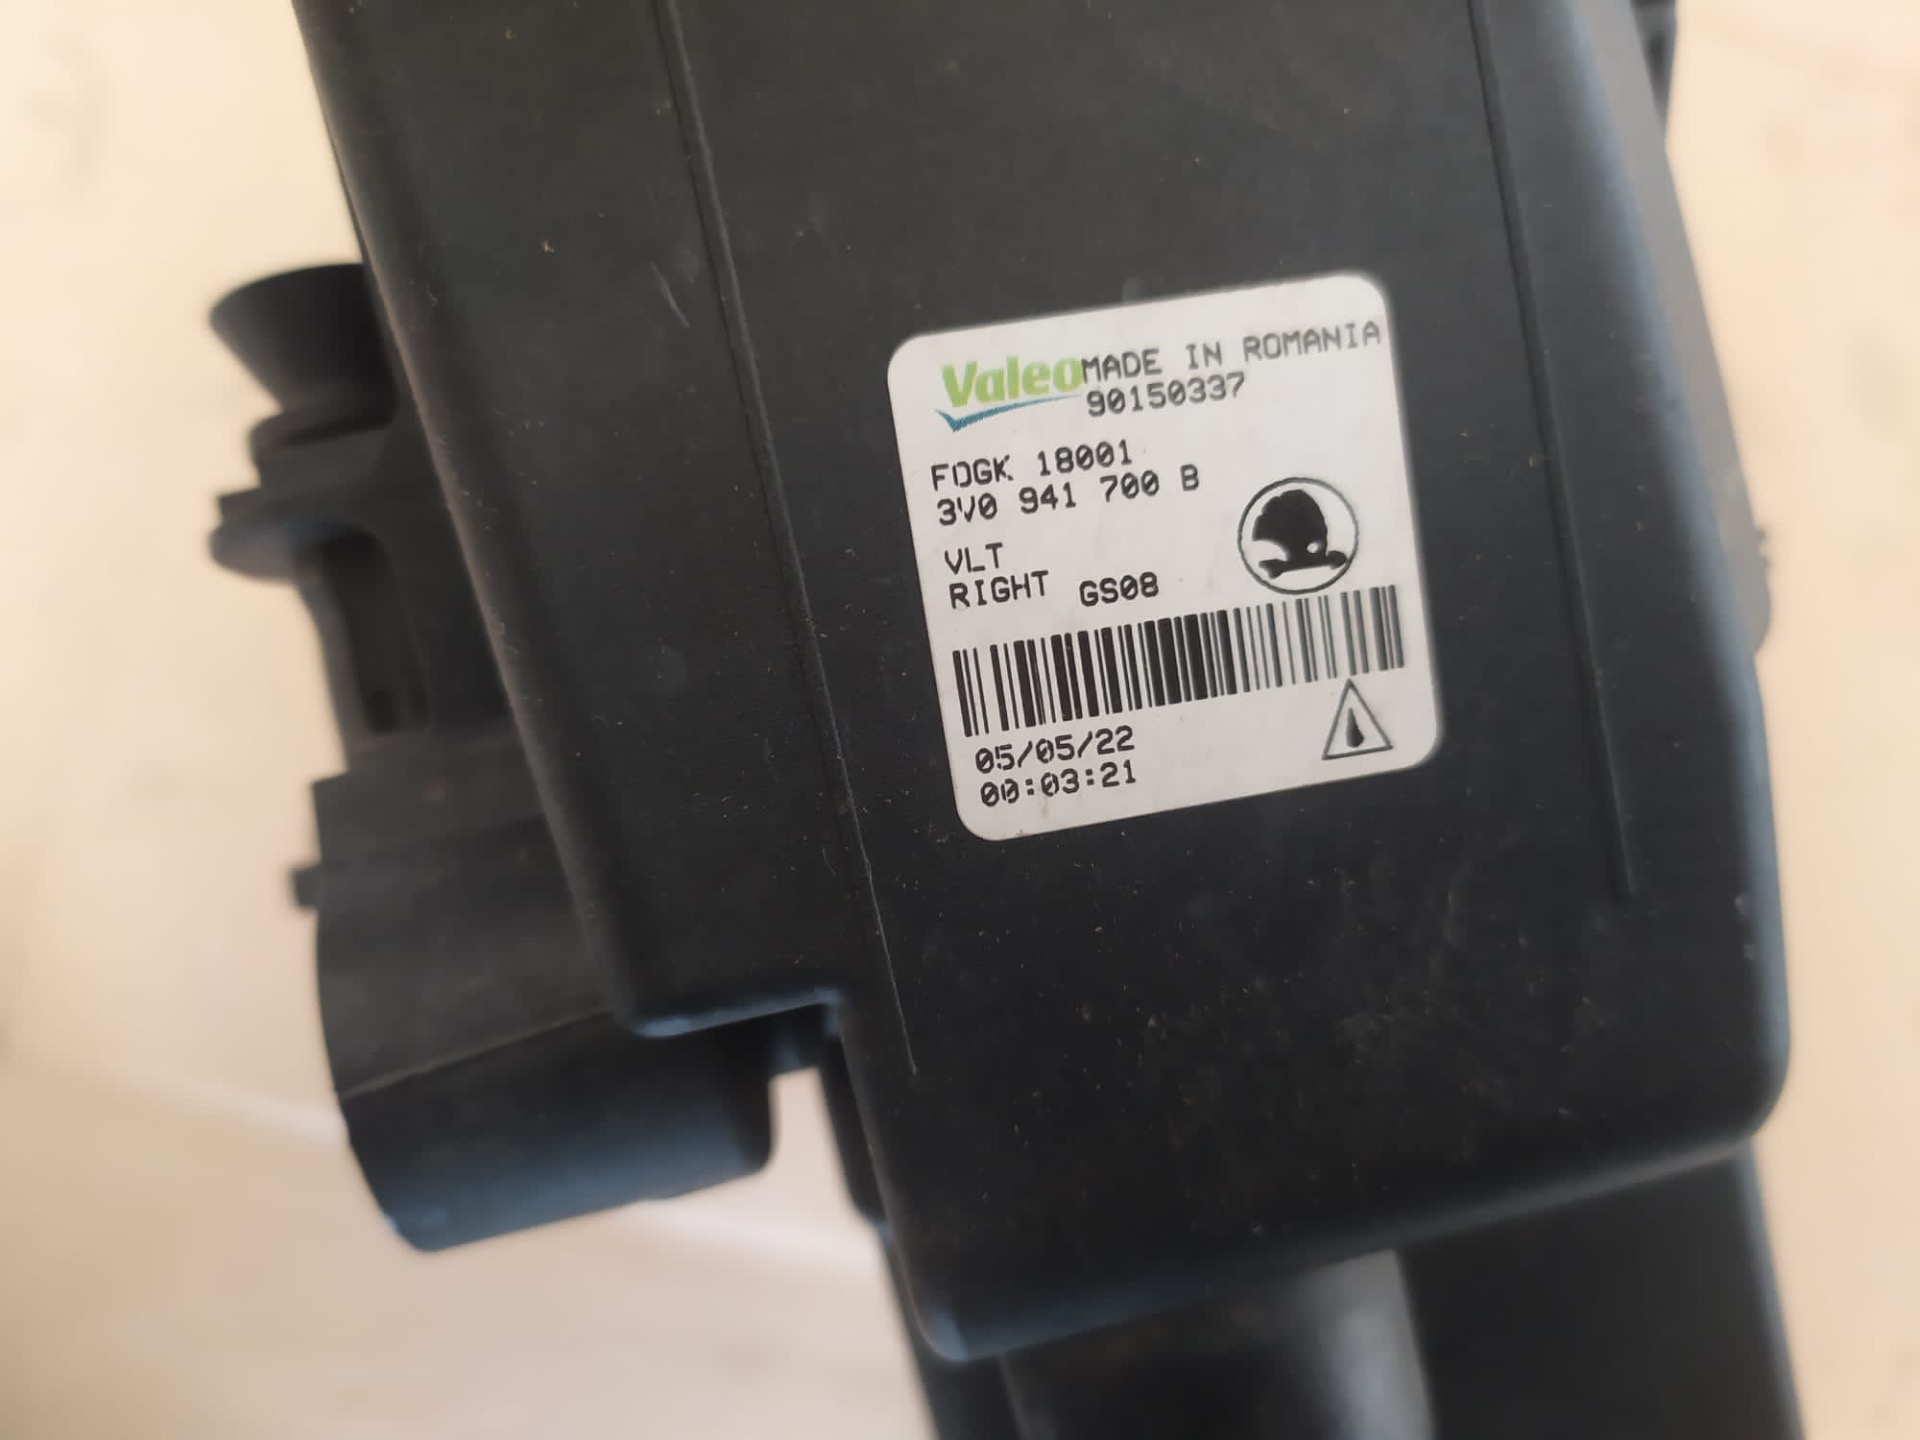 Valeo MADE IN ROMANIA
90150337
FDGK 18001
3V0 941 700 B
VLT
RIGHT GS08
05/05/22
00:03:21